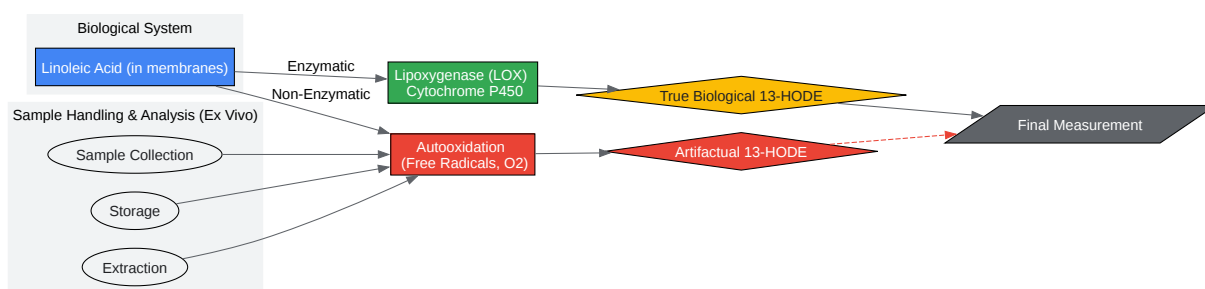 Biological System
Linoleic Acid (in membranes)
Enzymatic
Non-Enzymatic
Lipoxygenase (LOX)
Cytochrome P450
True Biological 13-HODE
Final Measurement
Sample Handling & Analysis (Ex Vivo)
Sample Collection
Storage
Extraction
Autooxidation
(Free Radicals, O2)
Artifactual 13-HODE